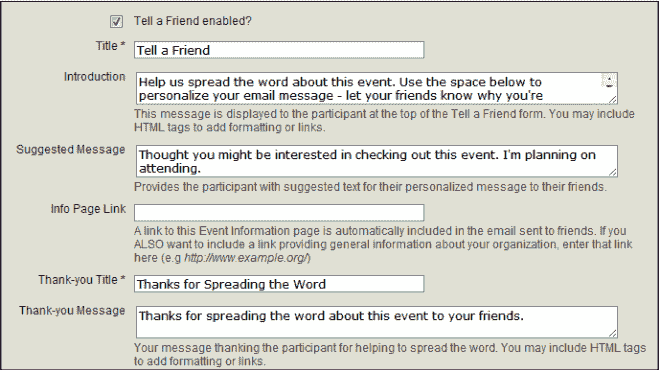 Tell a Friend enabled?
Title * Tell a Friend
Introduction Help us spread the word about this event. Use the space below to
personalize your email message - let your friends know why you're
This message is displayed to the participant at the top of the Tell a Friend form. You may include
HTML tags to add formatting or links.
Suggested Message Thought you might be interested in checking out this event. I'm planning on
attending.
Provides the participant with suggested text for their personalized message to their friends.
Info Page Link
A link to this Event Information page is automatically included in the email sent to friends. If you
ALSO want to include a link providing general information about your organization, enter that link
here (e.g http://www.example.org/)
Thank-you Title * Thanks for Spreading the Word
Thank-you Message Thanks for spreading the word about this event to your friends.
Your message thanking the participant for helping to spread the word. You may include HTML tags
to add formatting or links.